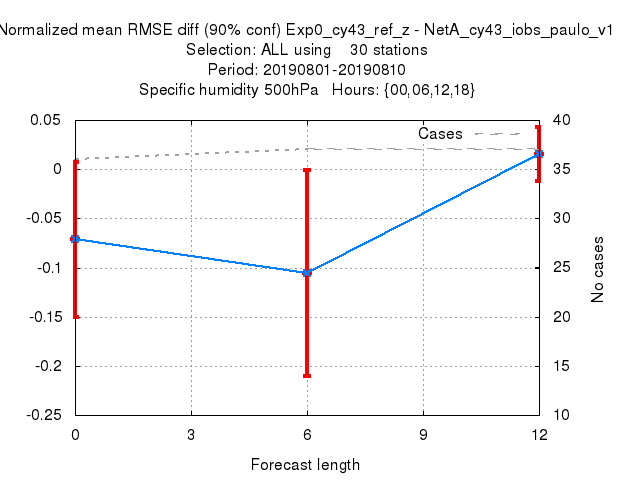 Normalized mean RMSE diff (90% conf) Exp0_cy43_ref_z - NetA_cy43_iobs_paulo_v1
Selection: ALL using    30 stations
Period: 20190801-20190810
Specific humidity 500hPa   Hours: {00,06,12,18}
Cases
0.05
0
-0.05
-0.1
-0.15
-0.2
-0.25
40
35
30
25
20
15
10
No cases
0 3 6 9 12
Forecast length